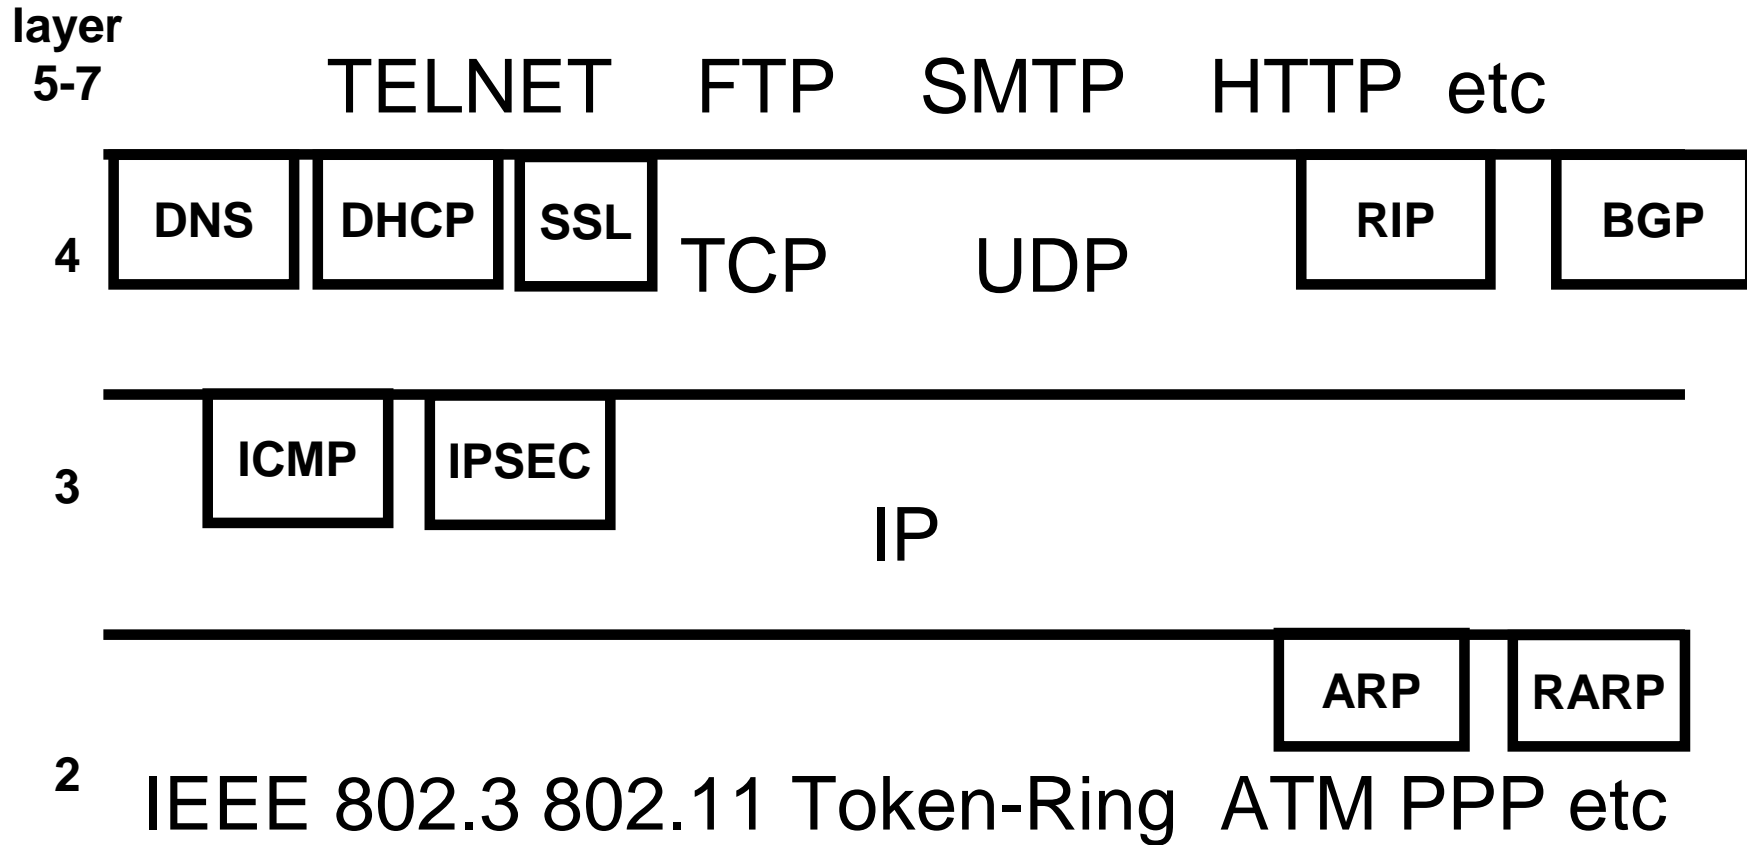 layer
5-7
TELNET FTP SMTP HTTP etc
DNS DHCP SSL RIP BGP
4 TCP UDP
ICMP IPSEC
3
IP
ARP RARP
2
IEEE 802.3 802.11 Token-Ring ATM PPP etc